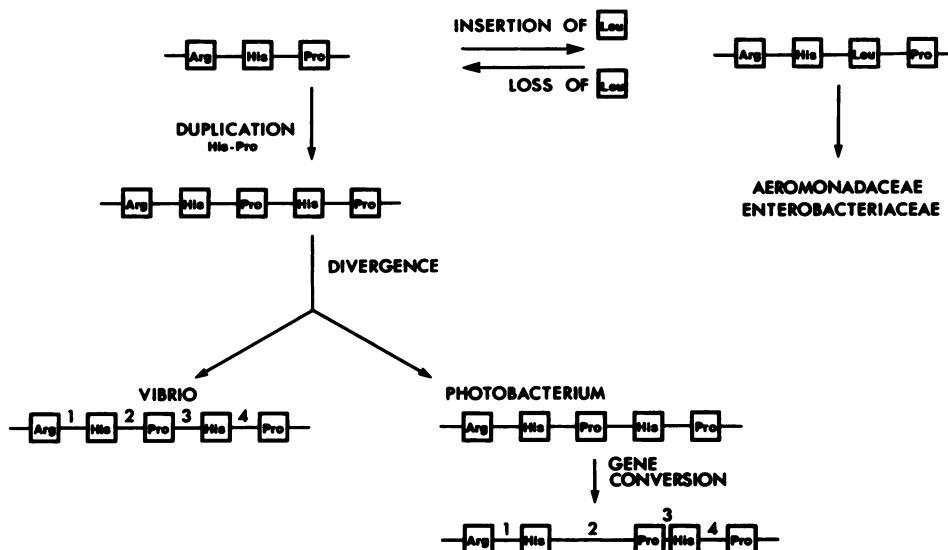 INSERTION OF Leu
Arg His Pro
LOSS OF Leu
Arg His Leu Pro
DUPLICATION
His-Pro
AEROMONADACEAE
ENTEROBACTERIACEAE
Arg His Pro His Pro
DIVERGENCE
VIBRIO
1 2 3 4
Arg His Pro His Pro
PHOTOBACTERIUM
Arg His Pro His Pro
GENE
CONVERSION
1 2 3 4
Arg His Pro His Pro